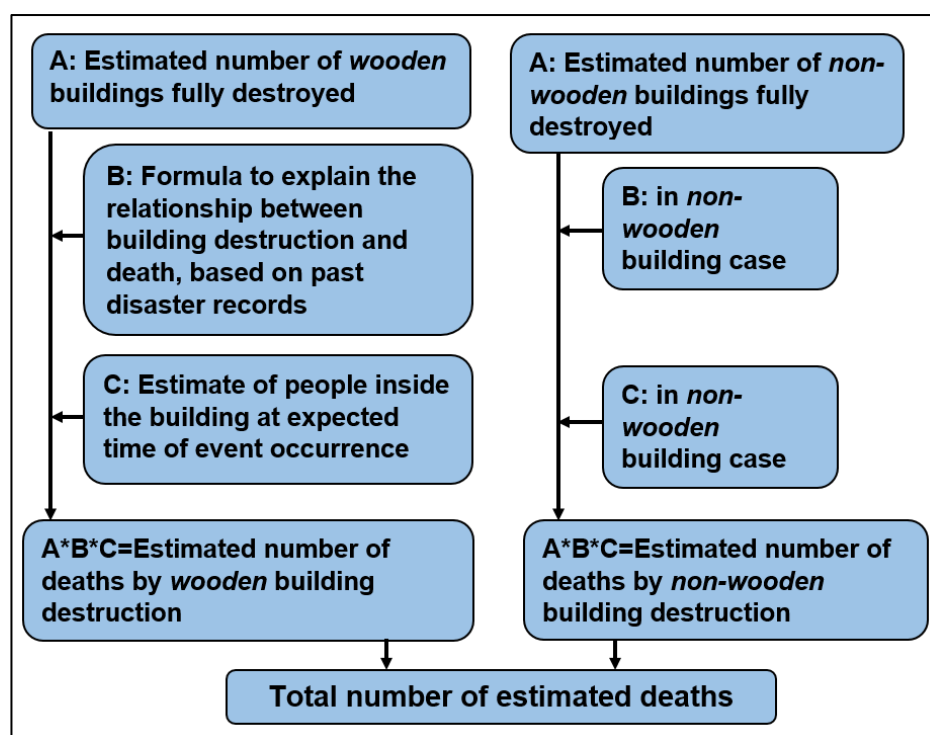 A: Estimated number of wooden
buildings fully destroyed
B: Formula to explain the
relationship between
building destruction and
death, based on past
disaster records
C: Estimate of people inside
the building at expected
time of event occurrence
A*B*C=Estimated number of
deaths by wooden building
destruction
A: Estimated number of non-
wooden buildings fully
destroyed
B: in non-
wooden
building case
C: in non-
wooden
building case
A*B*C=Estimated number of
deaths by non-wooden
building destruction
Total number of estimated deaths